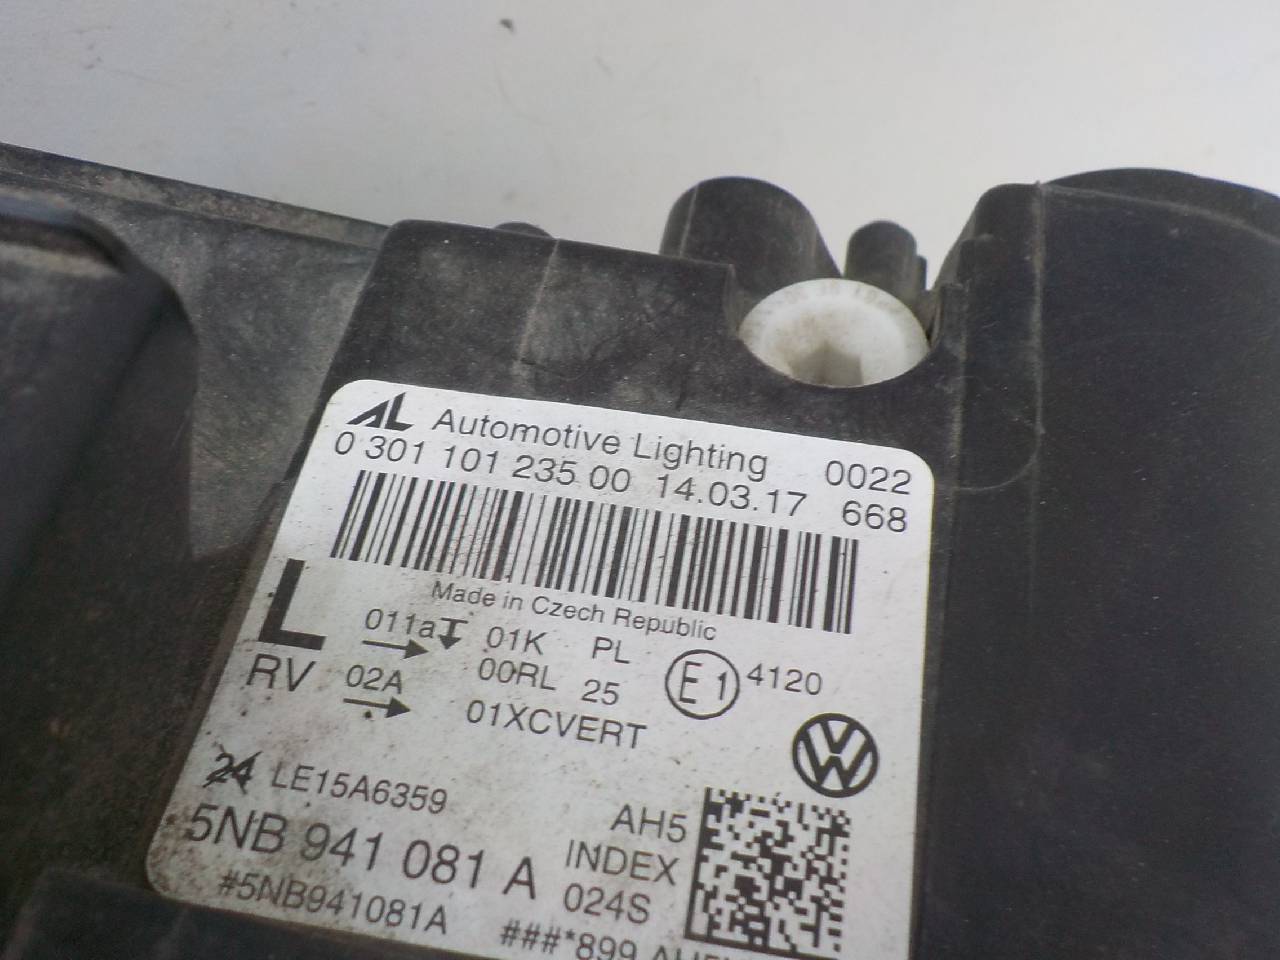 AL Automotive Lighting 0022
0 301 101 235 00 14.03.17 668
Made in Czech Republic
L 011a 01K PL
RV 02A 00RL 25 E1 4120
01XCVERT
24 LE15A6359
5NB 941 081 A
#5NB941081A
AH5
INDEX
024S
###*899